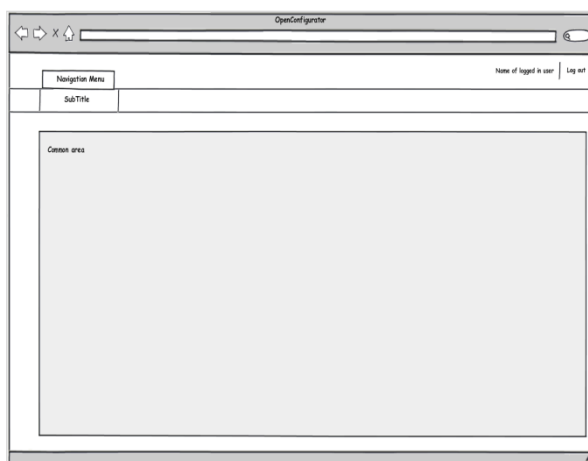 OpenConfigurator
X
Name of logged in user
Log out
Navigation Menu
SubTitle
Common area